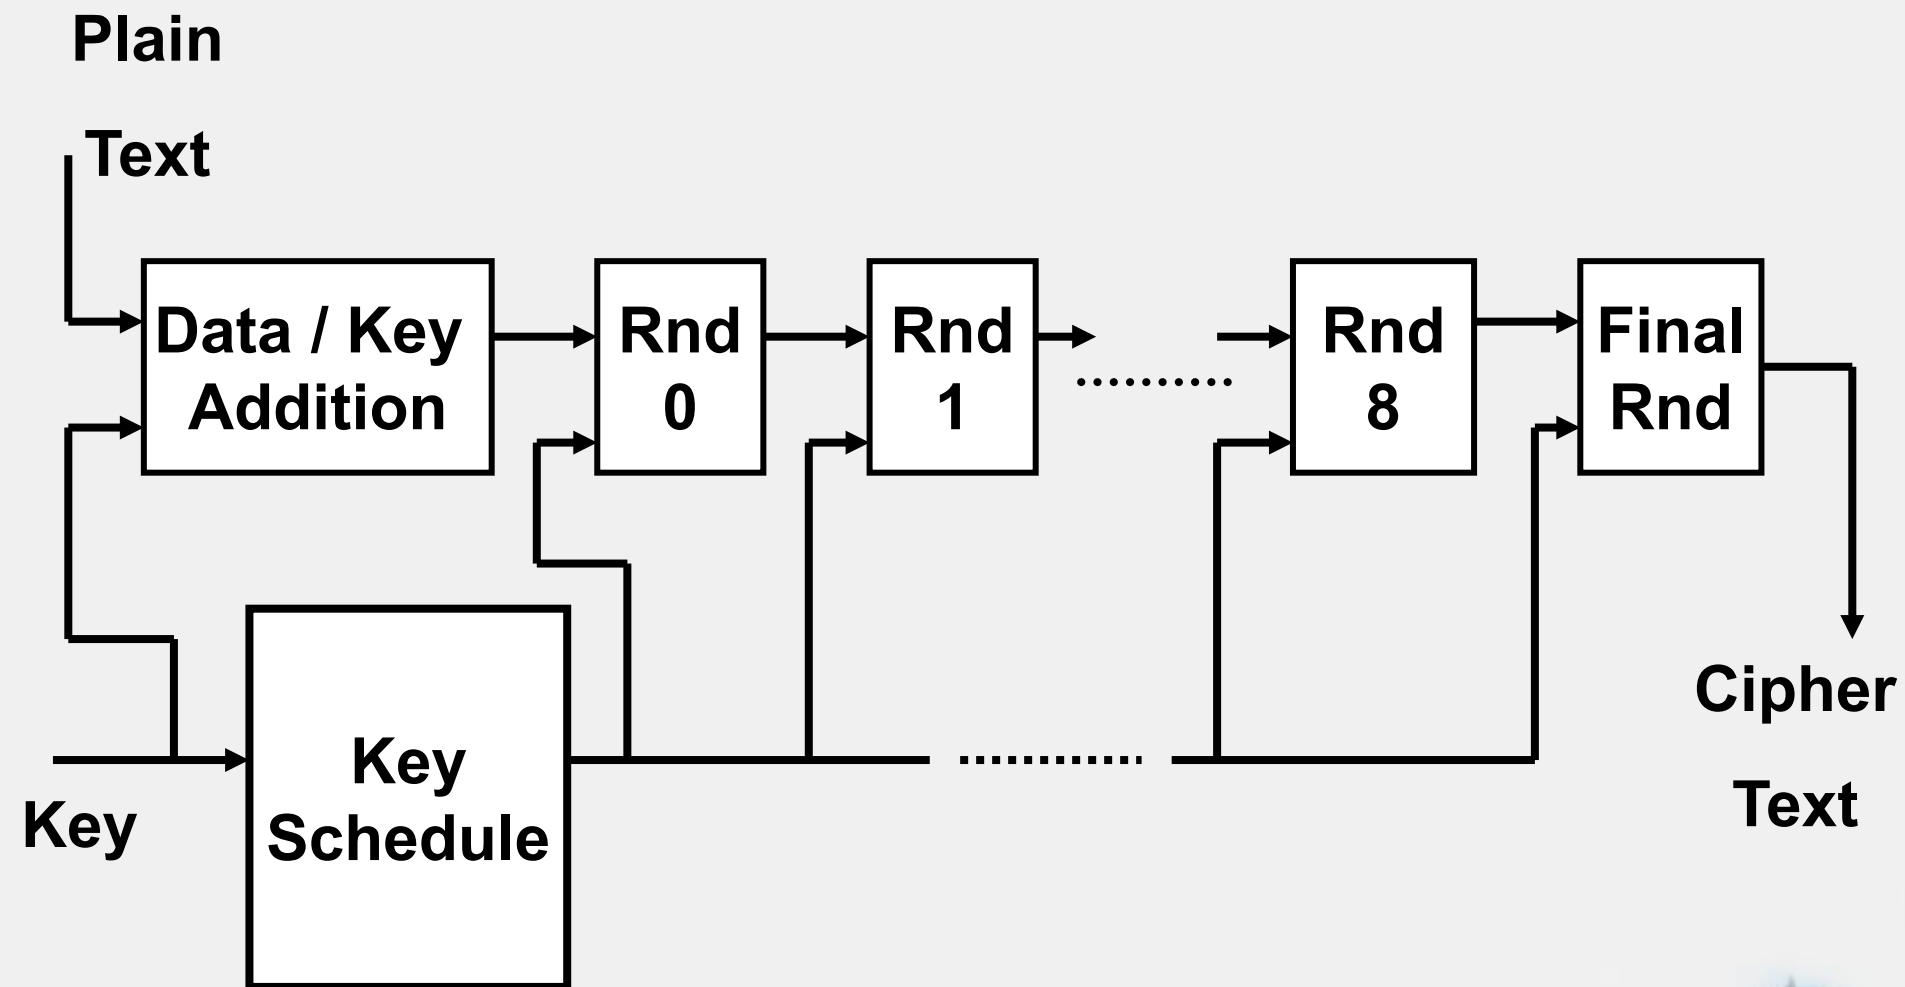 Plain
Text
Data / Key
Addition
Rnd
0
Rnd
1
Rnd
8
Final
Rnd
Key
Key
Schedule
Cipher
Text